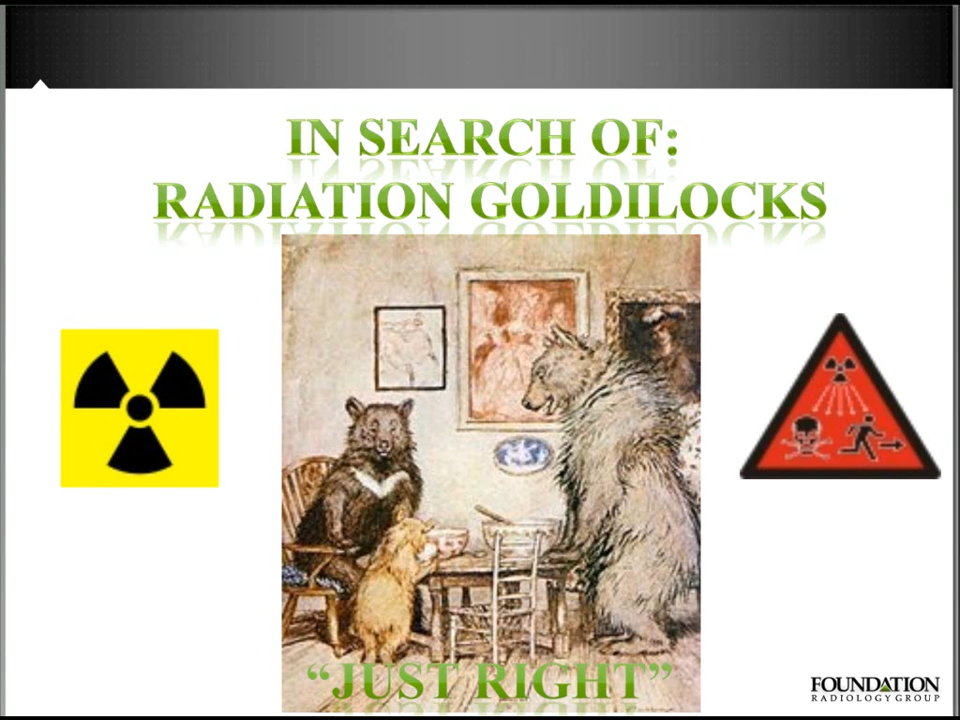 IN SEARCH OF:
RADIATION GOLDILOCKS
“JUST RIGHT”
FOUNDATION
RADIOLOGY GROUP